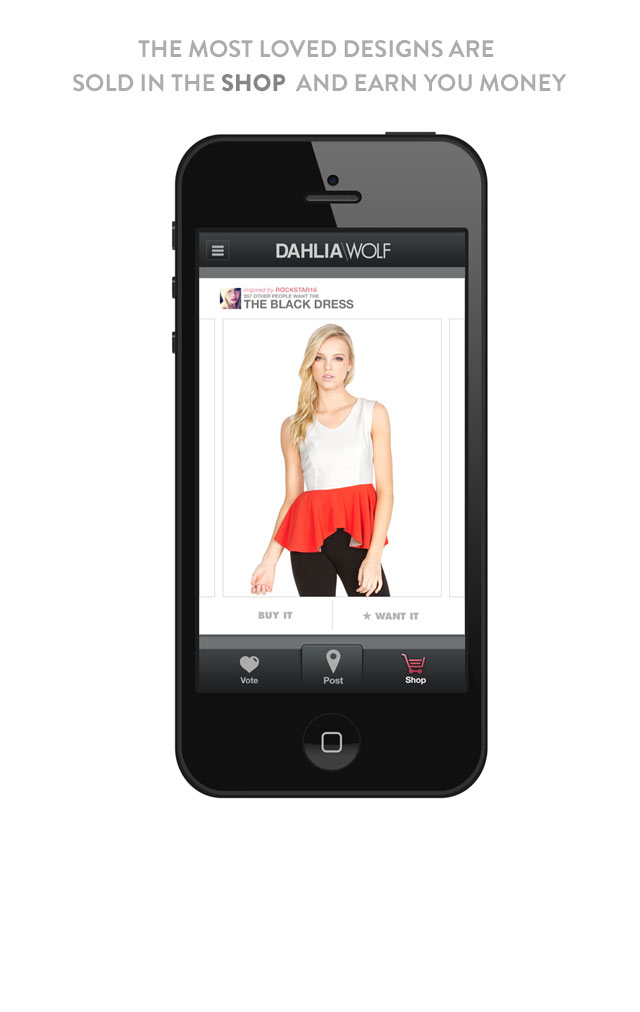 THE MOST LOVED DESIGNS ARE
SOLD IN THE SHOP AND EARN YOU MONEY
DAHLIA\WOLF
Inspired by ROCKSTAR16
357 OTHER PEOPLE WANT THE
THE BLACK DRESS
BUY IT
★ WANT IT
Vote
Post
Shop